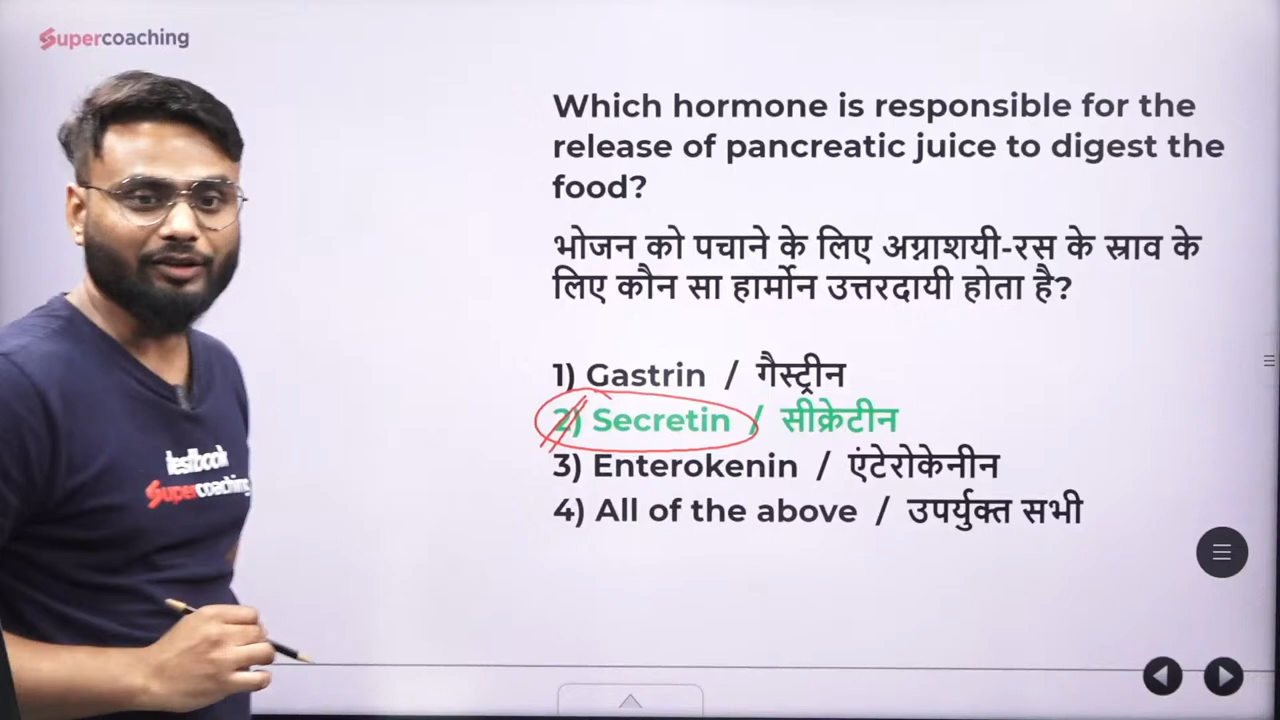 Supercoaching
Which hormone is responsible for the
release of pancreatic juice to digest the
food?
भोजन को पचाने के लिए अग्नाशयी-रस के स्राव के
लिए कौन सा हार्मोन उत्तरदायी होता है?
1) Gastrin / गैस्ट्रीन
2) Secretin / सीक्रेटीन
3) Enterokenin / एंटेरोकेनीन
4) All of the above / उपर्युक्त सभी
testbook
Supercoaching